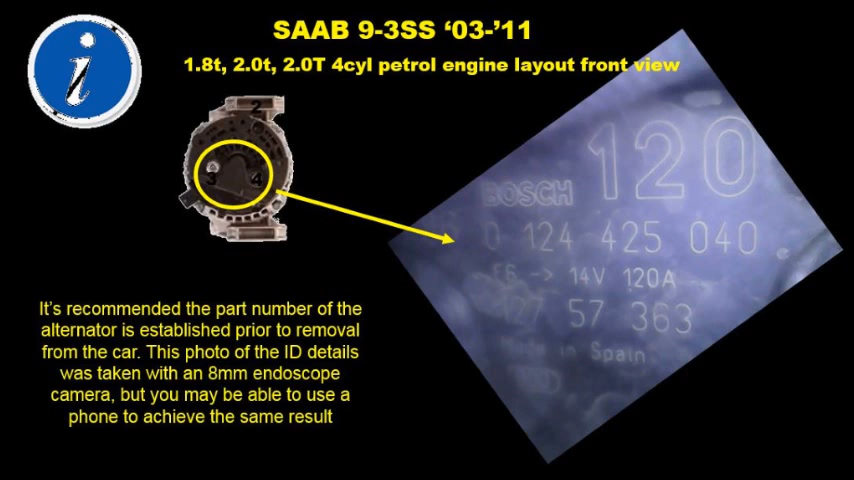 SAAB 9-3SS ‘03-’11
1.8t, 2.0t, 2.0T 4cyl petrol engine layout front view
i
2
3 4
120
BOSCH
0 124 425 040
E6 -> 14V 120A
57 363
Made in Spain
It’s recommended the part number of the
alternator is established prior to removal
from the car. This photo of the ID details
was taken with an 8mm endoscope
camera, but you may be able to use a
phone to achieve the same result